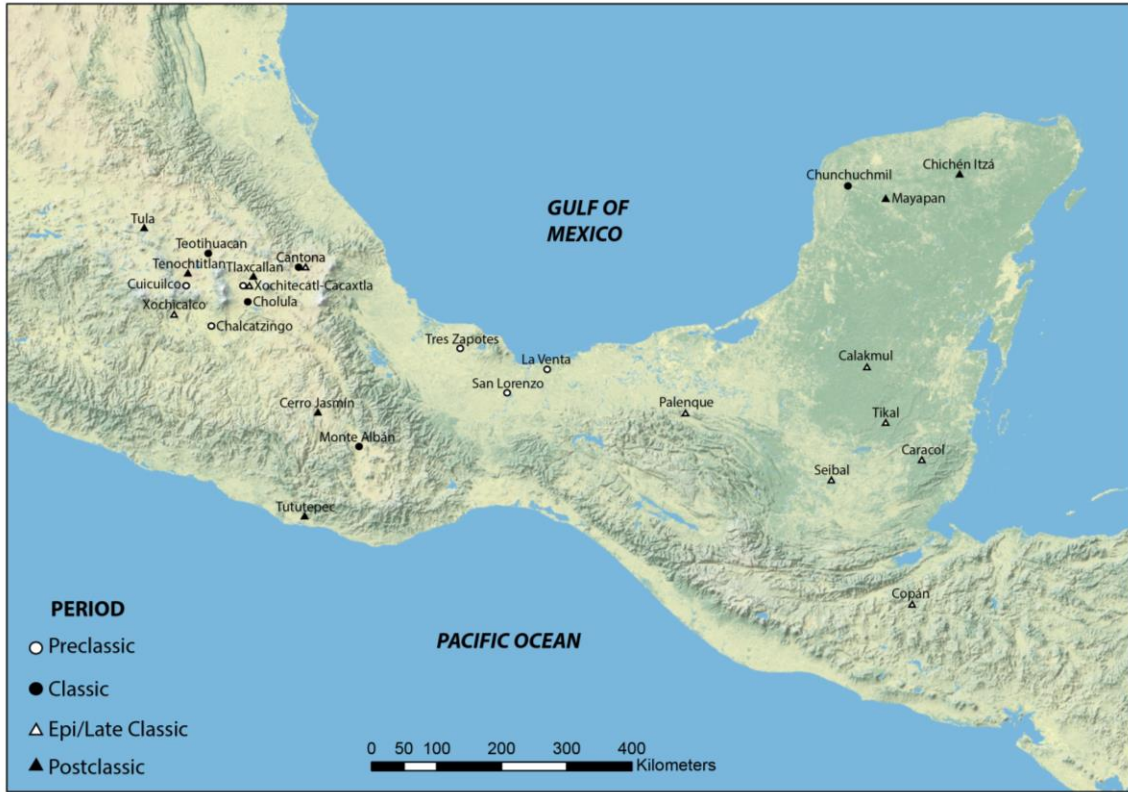 GULF OF
MEXICO
Chichén Itzá
Chunchuchmil
Mayapan
Tula
Teotihuacan
Cantona
Tenochtitlan
Tlaxcallan
Cuicuilco
Xochitecatl-Cacaxtla
Cholula
Xochicalco
Chalcatzingo
Tres Zapotes
La Venta
San Lorenzo
Calakmul
Palenque
Tikal
Cerro Jasmín
Monte Albán
Caracol
Seibal
Tututepec
Copán
PACIFIC OCEAN
PERIOD
Preclassic
Classic
Epi/Late Classic
Postclassic
0 50 100 200 300 400
Kilometers